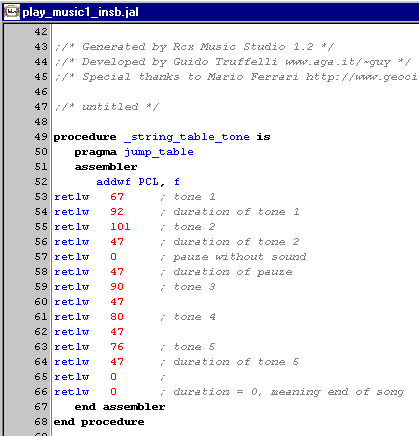 play_music1_insb.jal
42
43 ;/* Generated by Rcx Music Studio 1.2 */
44 ;/* Developed by Guido Truffelli www.aga.it/~guy */
45 ;/* Special thanks to Mario Ferrari http://www.geoci
46
47 ;/* untitled */
48
49 procedure _string_table_tone is
50 pragma jump_table
51 assembler
52 addwf PCL, f
53 retlw 67 ; tone 1
54 retlw 92 ; duration of tone 1
55 retlw 101 ; tone 2
56 retlw 47 ; duration of tone 2
57 retlw 0 ; pauze without sound
58 retlw 47 ; duration of pauze
59 retlw 90 ; tone 3
60 retlw 47
61 retlw 80 ; tone 4
62 retlw 47
63 retlw 76 ; tone 5
64 retlw 47 ; duration of tone 5
65 retlw 0 ;
66 retlw 0 ; duration = 0, meaning end of song
67 end assembler
68 end procedure